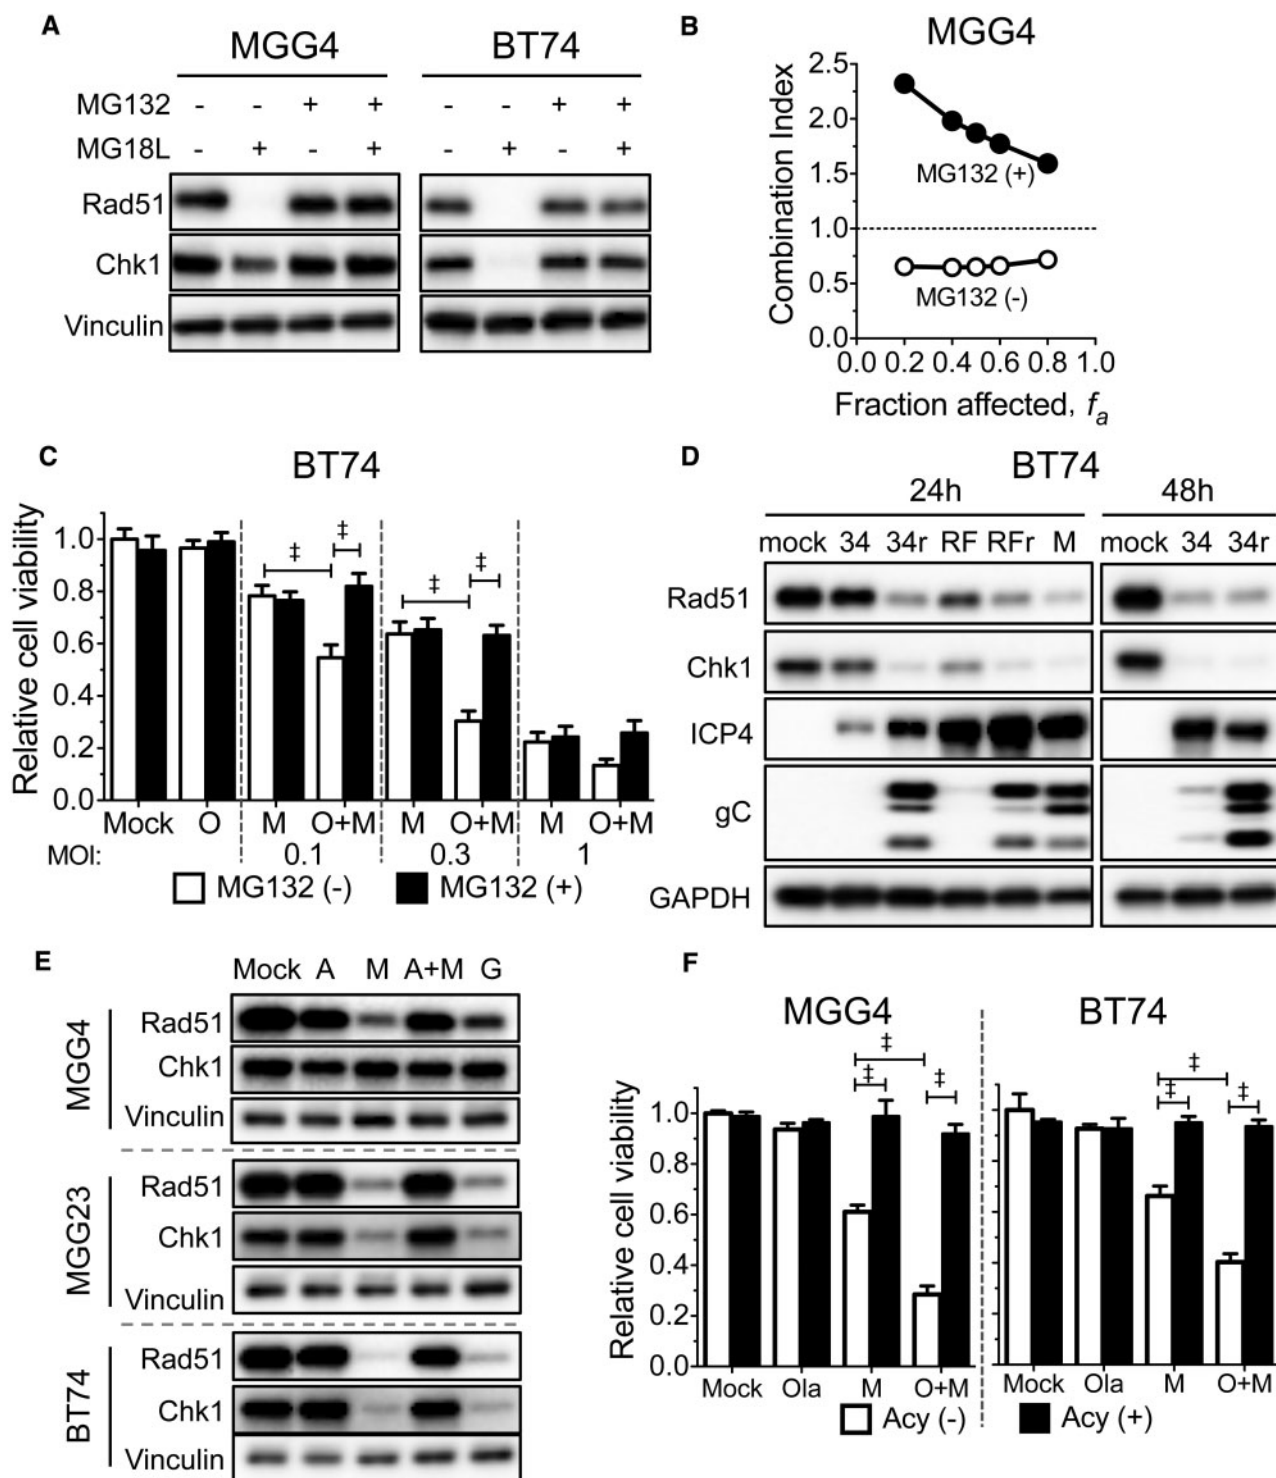 A
MGG4 BT74
MG132 - - + + - - + +
MG18L - + - + - + - +
Rad51
Chk1
Vinculin
B
MGG4
Combination Index
2.5
2.0
1.5
1.0
0.5
0.0
MG132 (+)
MG132 (-)
0.0 0.2 0.4 0.6 0.8 1.0
Fraction affected, fa
C
BT74
Relative cell viability
1.0
0.8
0.6
0.4
0.2
0.0
‡ ‡ ‡ ‡
Mock O M O+M M O+M M O+M
MOI: 0.1 0.3 1
MG132 (-) MG132 (+)
D
BT74
24h 48h
mock 34 34r RF RFr M mock 34 34r
Rad51
Chk1
ICP4
gC
GAPDH
E
Mock A M A+M G
MGG4
Rad51
Chk1
Vinculin
MGG23
Rad51
Chk1
Vinculin
BT74
Rad51
Chk1
Vinculin
F
MGG4 BT74
Relative cell viability
1.0
0.8
0.6
0.4
0.2
0.0
‡ ‡ ‡ ‡ ‡ ‡
Mock Ola M O+M Mock Ola M O+M
Acy (-) Acy (+)